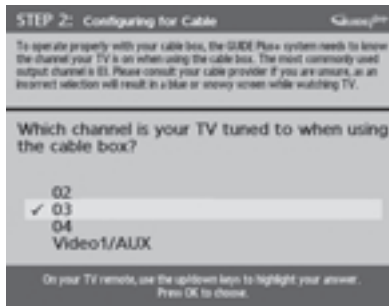 STEP 2: Configuring for Cable
To operate properly with your cable box, the GUIDE Plus+ system needs to know
the channel your TV is on when using the cable box. The most commonly used
output channel is 03. Please consult your cable provider if you are unsure, as an
incorrect selection will result in a blue or snowy screen while watching TV.
Which channel is your TV tuned to when using
the cable box?
02
✓ 03
04
Video1/AUX
On your TV remote, use the up/down keys to highlight your answer.
Press OK to choose.